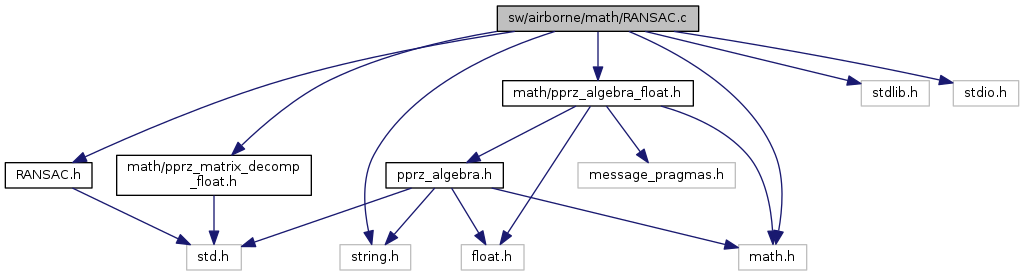 sw/airborne/math/RANSAC.c
math/pprz_algebra_float.h
stdlib.h
stdio.h
RANSAC.h
math/pprz_matrix_decomp
_float.h
pprz_algebra.h
message_pragmas.h
std.h
string.h
float.h
math.h